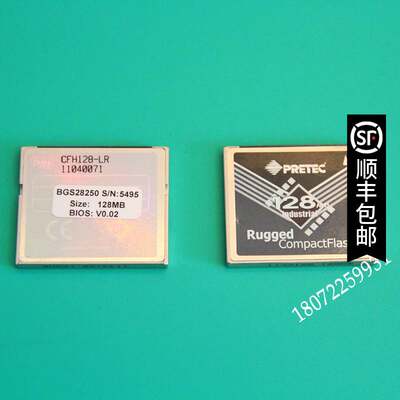 CFH128-LR
11040071
BGS28250 S/N:5495
Size: 128MB
BIOS: V0.02
PRETEC
128
Industrial
Rugged
CompactFlas
SF
顺丰包邮